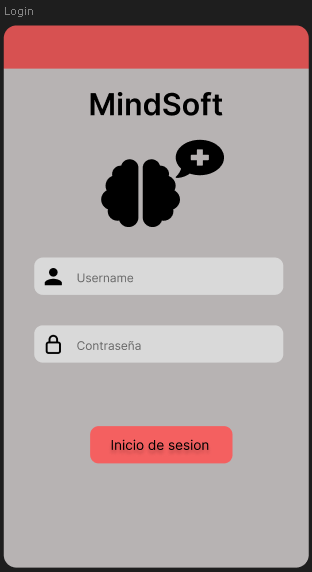 Login
MindSoft
Username
Contraseña
Inicio de sesion